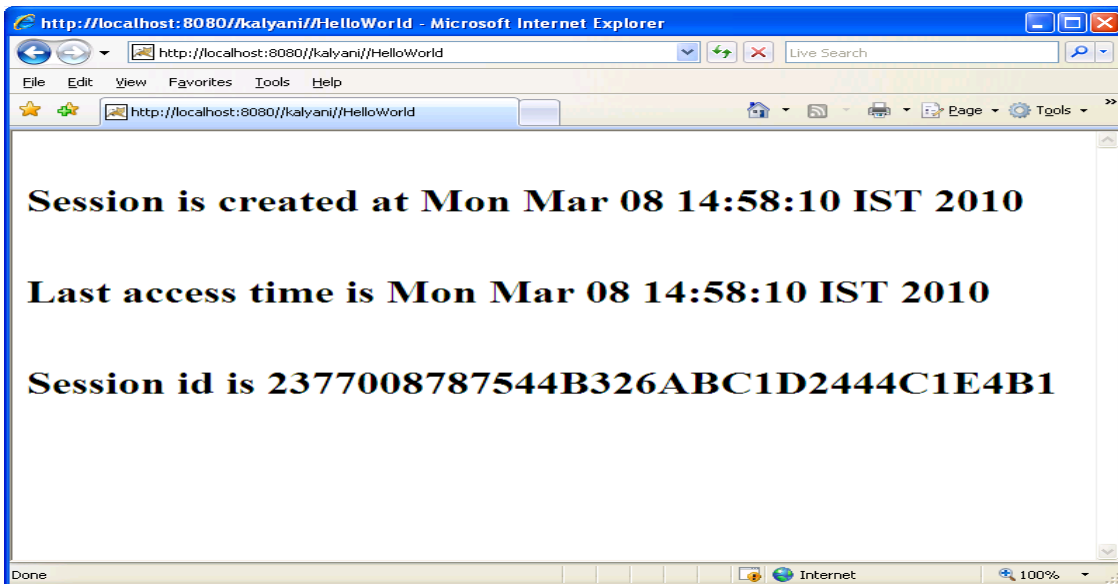 http://localhost:8080//kalyani//HelloWorld - Microsoft Internet Explorer
http://localhost:8080//kalyani//HelloWorld
Live Search
File Edit View Favorites Tools Help
http://localhost:8080//kalyani//HelloWorld
Page Tools »
Session is created at Mon Mar 08 14:58:10 IST 2010
Last access time is Mon Mar 08 14:58:10 IST 2010
Session id is 2377008787544B326ABC1D2444C1E4B1
Done Internet 100%